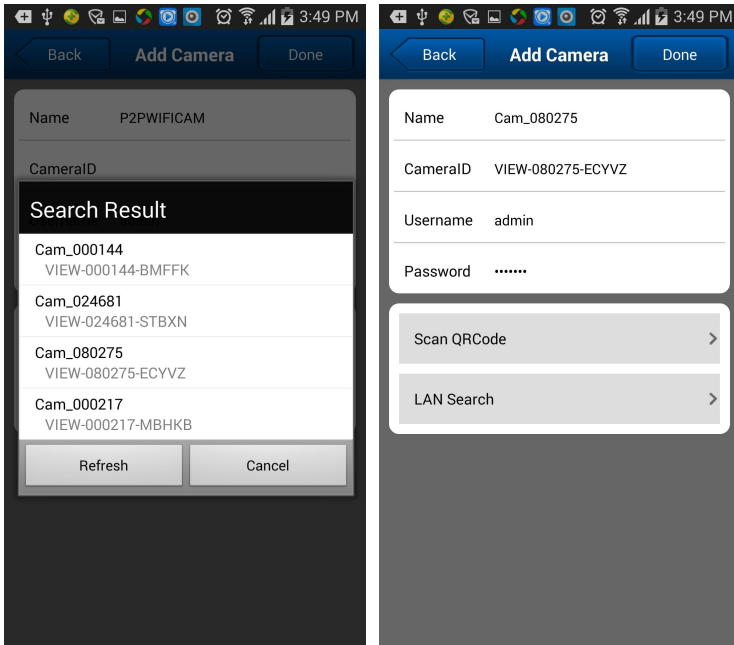 3:49 PM
Back Add Camera Done
Name P2PWIFICAM
CameraID
Search Result
Cam_000144
VIEW-000144-BMFFK
Cam_024681
VIEW-024681-STBXN
Cam_080275
VIEW-080275-ECYVZ
Cam_000217
VIEW-000217-MBHKB
Refresh Cancel
3:49 PM
Back Add Camera Done
Name Cam_080275
CameraID VIEW-080275-ECYVZ
Username admin
Password •••••••
Scan QRCode
LAN Search